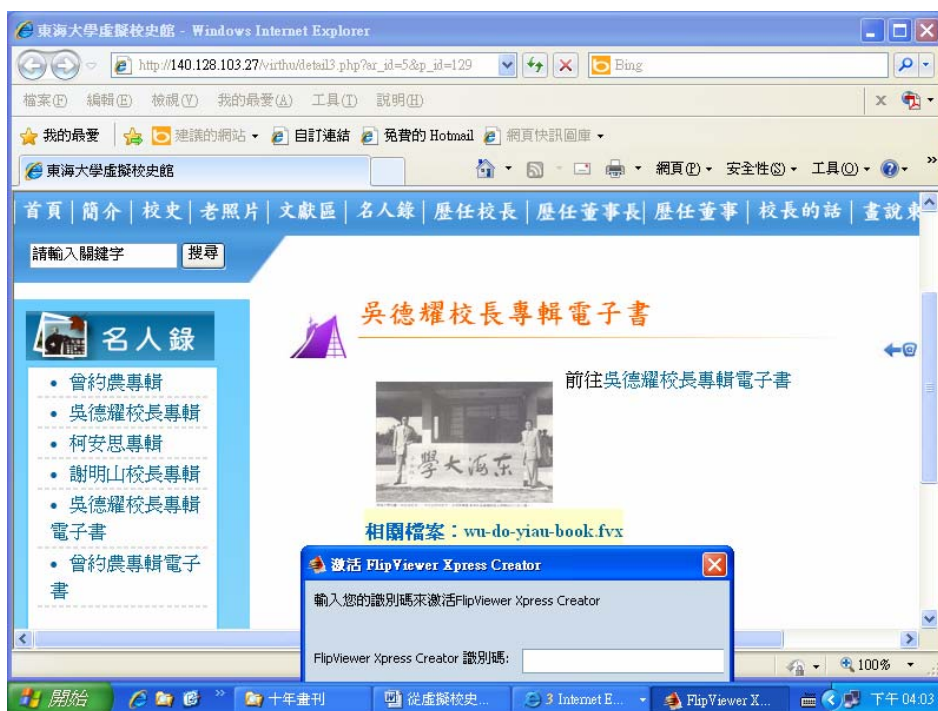 東海大學虛擬校史館 - Windows Internet Explorer
http://140.128.103.27/virthu/detail3.php?ar_id=5&p_id=129
Bing
檔案(F) 編輯(E) 檢視(V) 我的最愛(A) 工具(T) 說明(H)
我的最愛 建議的網站 自訂連結 免費的 Hotmail 網頁快訊圖庫
東海大學虛擬校史館 網頁(P) 安全性(S) 工具(O)
首頁|簡介|校史|老照片|文獻區|名人錄|歷任校長|歷任董事長|歷任董事|校長的話|畫說東
請輸入關鍵字 搜尋
吳德耀校長專輯電子書
名人錄
前往吳德耀校長專輯電子書
• 曾約農專輯
• 吳德耀校長專輯
• 柯安思專輯
• 謝明山校長專輯
• 吳德耀校長專輯
電子書
• 曾約農專輯電子
書
學大海东
相關檔案：wu-do-yiau-book.fvx
激活 FlipViewer Xpress Creator
輸入您的識別碼來激活FlipViewer Xpress Creator
FlipViewer Xpress Creator 識別碼:
100%
開始 十年畫刊 從虛擬校史... 3 Internet E... FlipViewer X... 下午 04:03